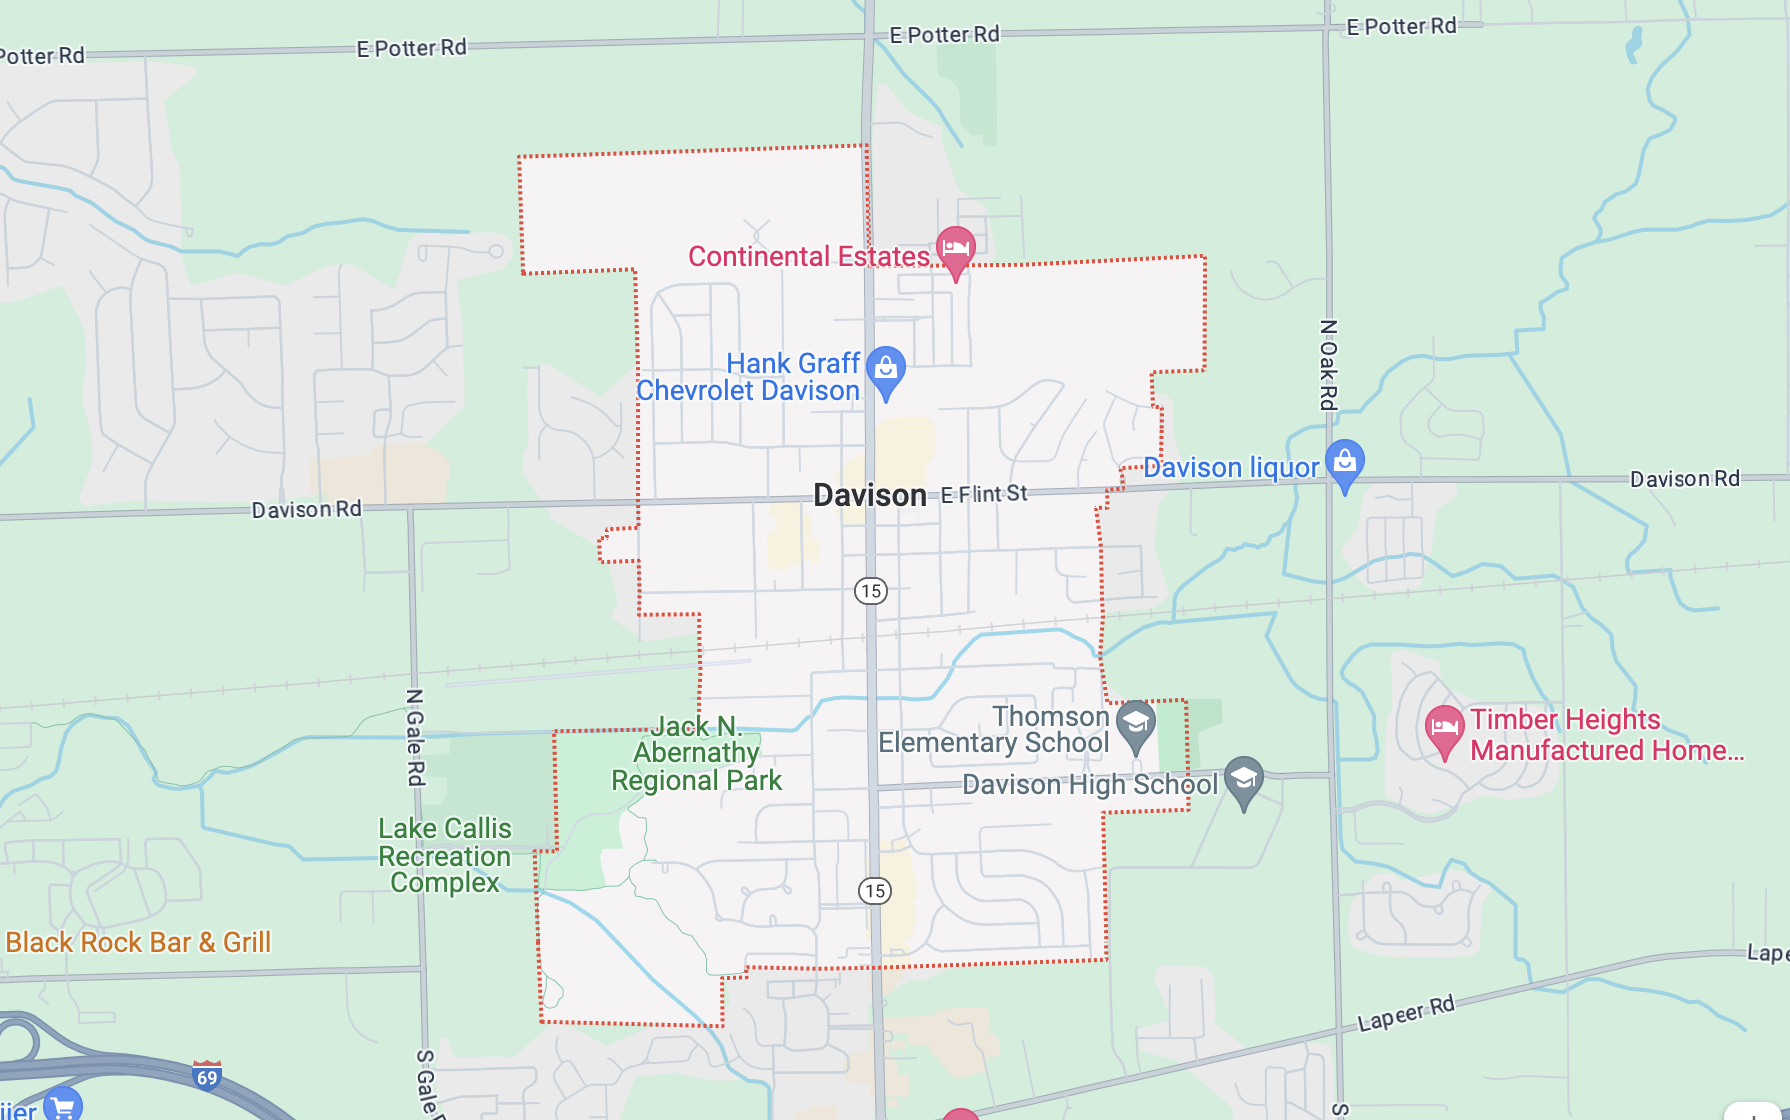 Potter Rd
E Potter Rd
E Potter Rd
E Potter Rd
Continental Estates
N Oak Rd
Hank Graff
Chevrolet Davison
Davison liquor
Davison Rd
Davison
E Flint St
Davison Rd
15
N Gale Rd
Jack N.
Abernathy
Regional Park
Thomson
Elementary School
Davison High School
Timber Heights
Manufactured Home...
Lake Callis
Recreation
Complex
15
Black Rock Bar & Grill
Lape
Lapeer Rd
S Gale
69
ijer
S